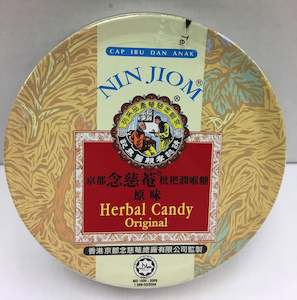 CAP IBU DAN ANAK
NIN JIOM®
京都念慈菴枇杷潤喉糖
原味
Herbal Candy
Original
香港京都念慈菴總廠有限公司監製